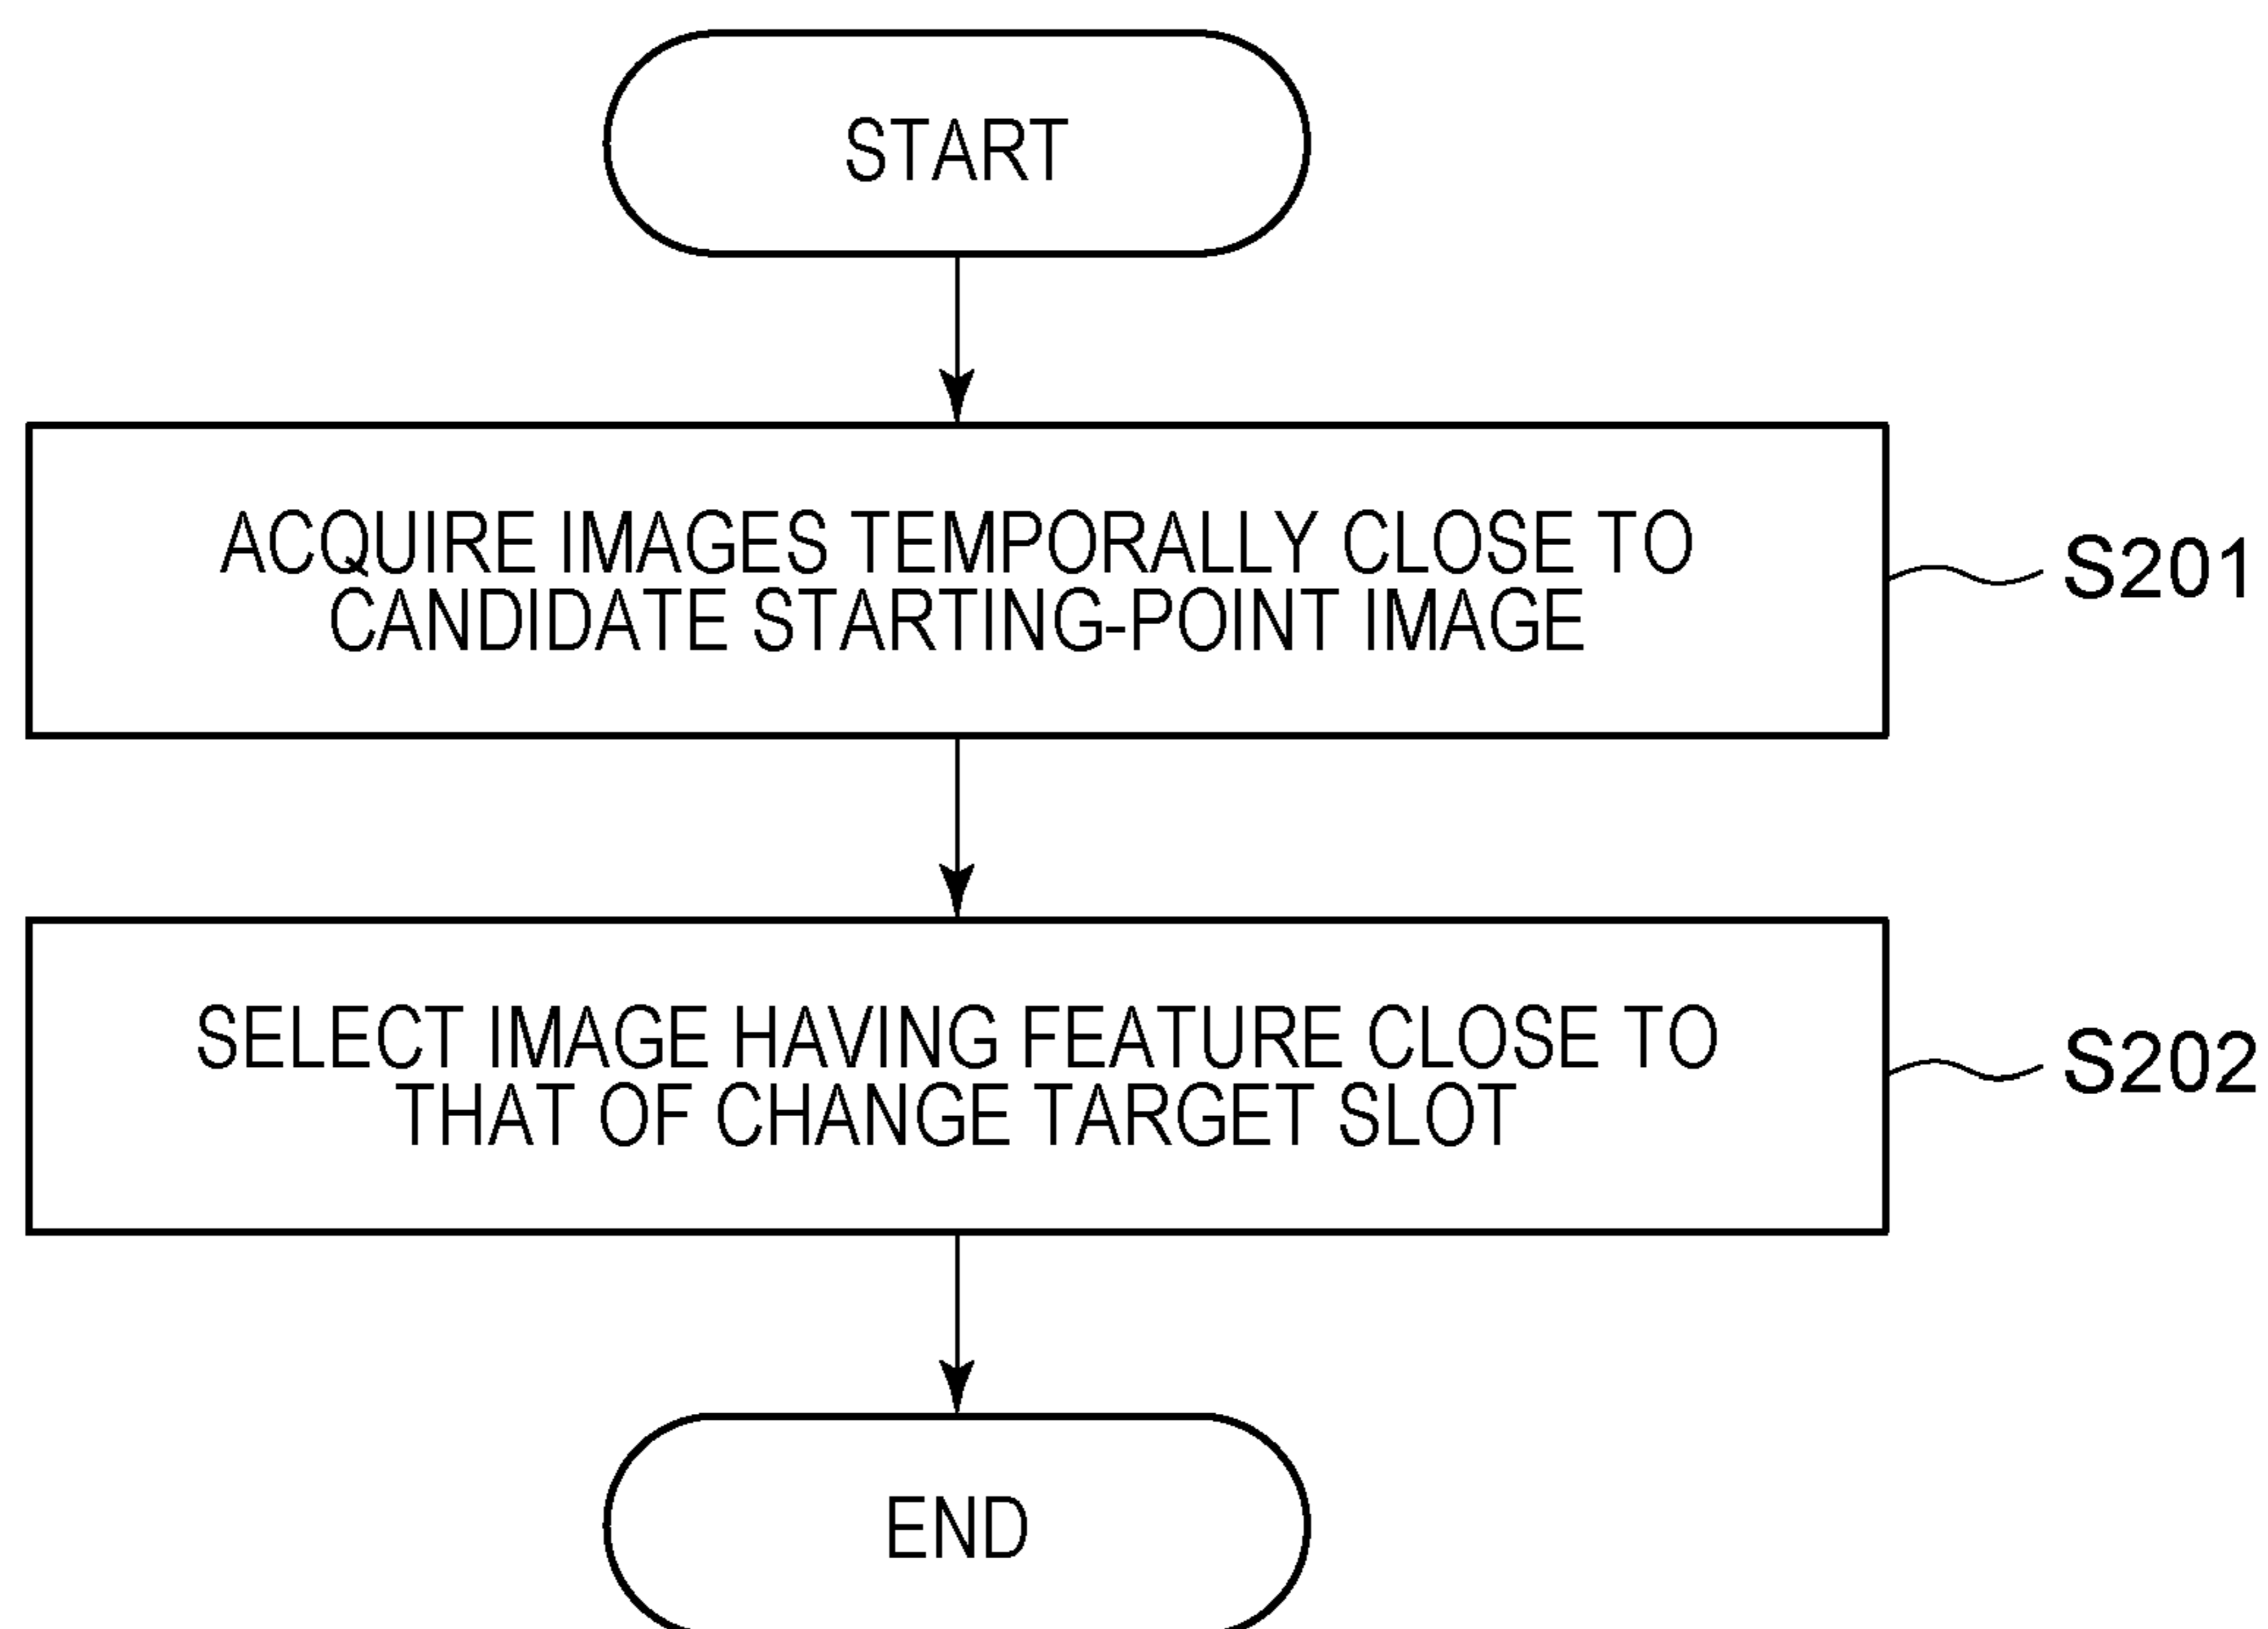 START
ACQUIRE IMAGES TEMPORALLY CLOSE TO
CANDIDATE STARTING-POINT IMAGE
S201
SELECT IMAGE HAVING FEATURE CLOSE TO
THAT OF CHANGE TARGET SLOT
S202
END